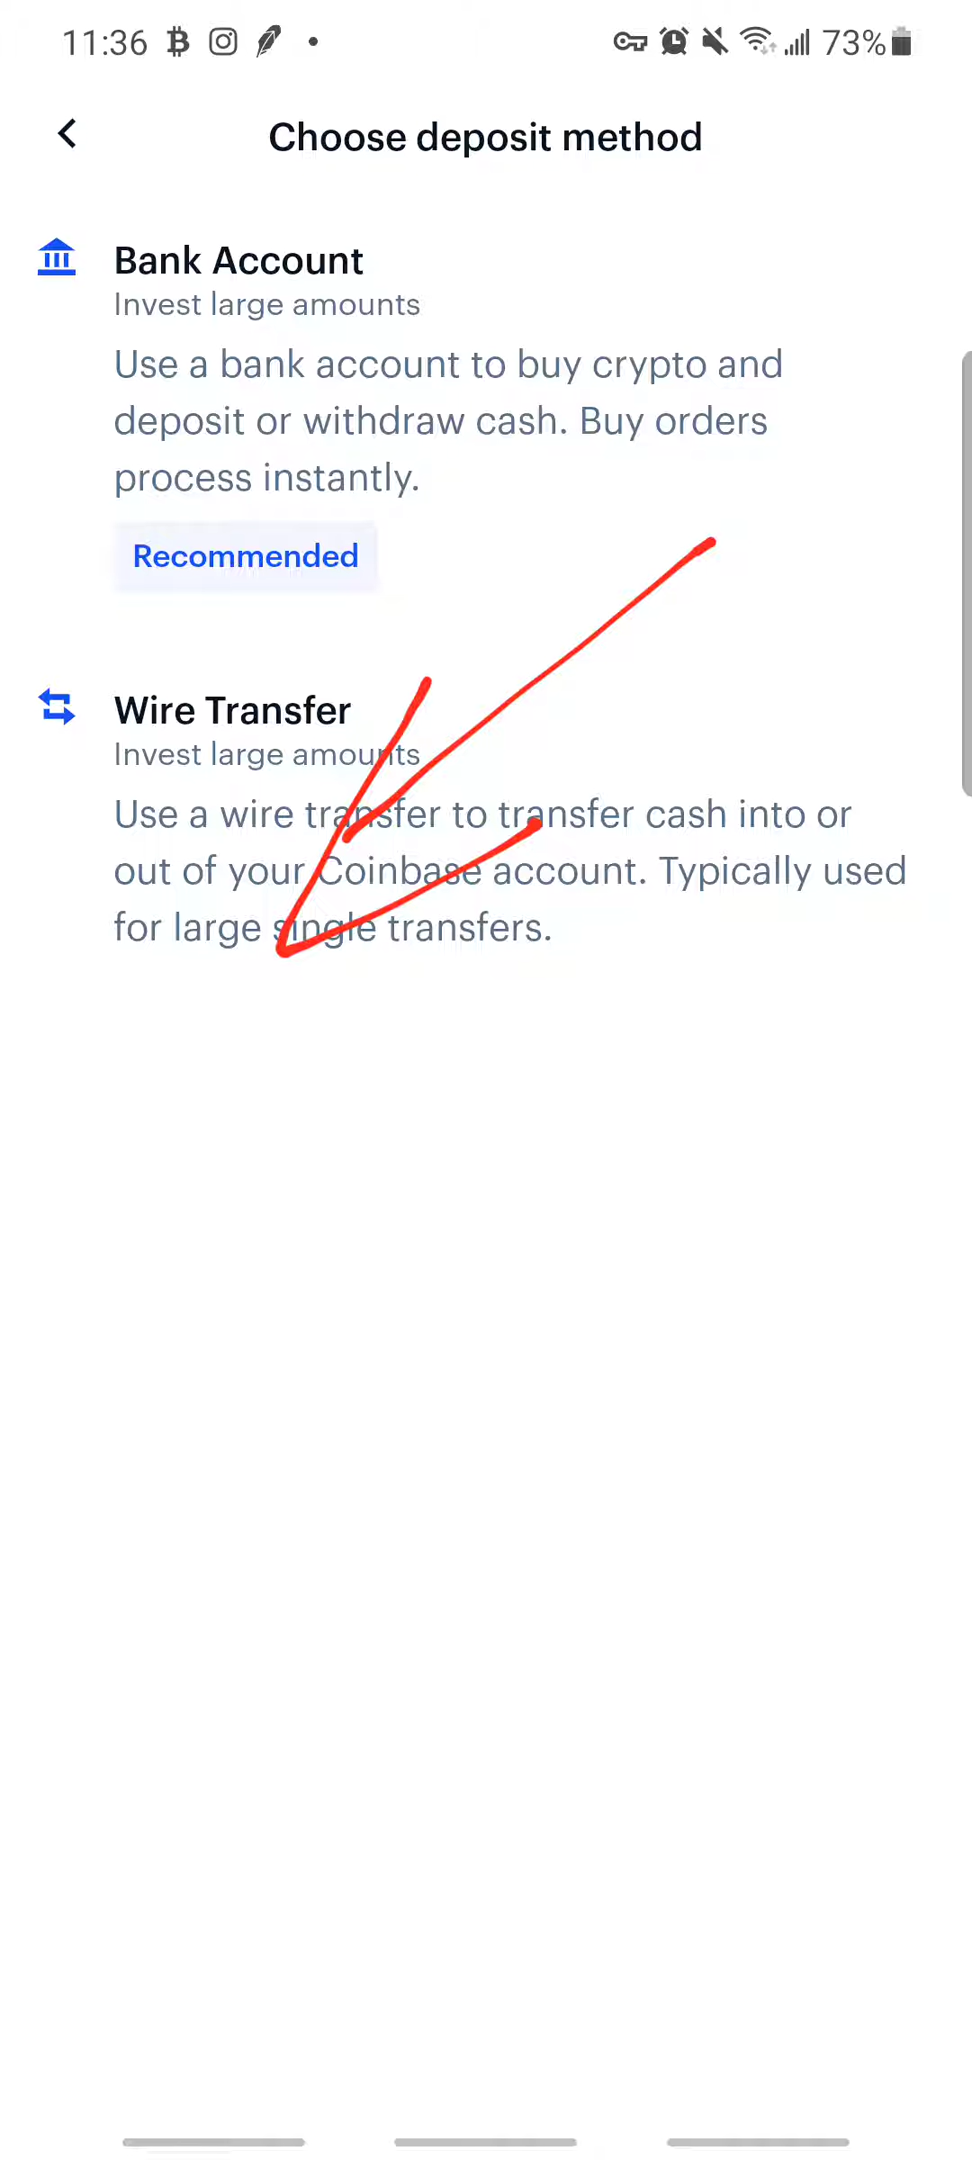 11:36
73%
Choose deposit method
Bank Account
Invest large amounts
Use a bank account to buy crypto and
deposit or withdraw cash. Buy orders
process instantly.
Recommended
Wire Transfer
Invest large amounts
Use a wire transfer to transfer cash into or
out of your Coinbase account. Typically used
for large single transfers.